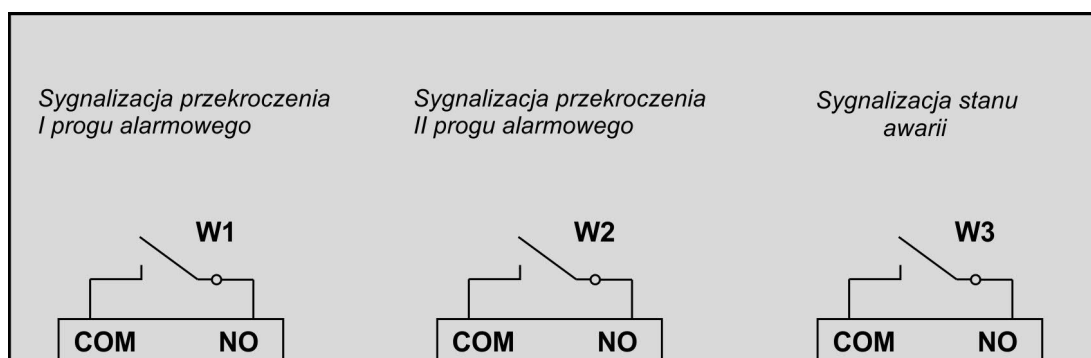 Sygnalizacja przekroczenia
I progu alarmowego
Sygnalizacja przekroczenia
II progu alarmowego
Sygnalizacja stanu
awarii
W1
W2
W3
COM NO
COM NO
COM NO